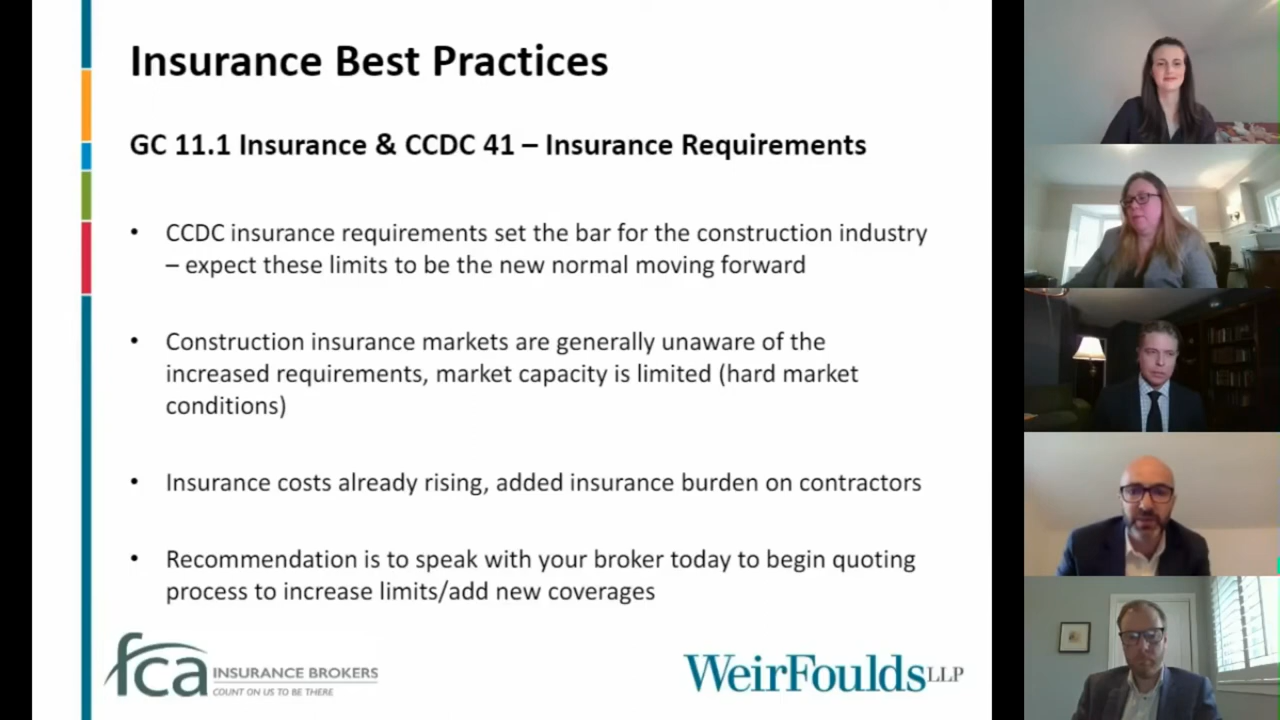 Insurance Best Practices
GC 11.1 Insurance & CCDC 41 – Insurance Requirements
• CCDC insurance requirements set the bar for the construction industry
– expect these limits to be the new normal moving forward
• Construction insurance markets are generally unaware of the
increased requirements, market capacity is limited (hard market
conditions)
• Insurance costs already rising, added insurance burden on contractors
• Recommendation is to speak with your broker today to begin quoting
process to increase limits/add new coverages
fca INSURANCE BROKERS
COUNT ON US TO BE THERE
WeirFoulds LLP